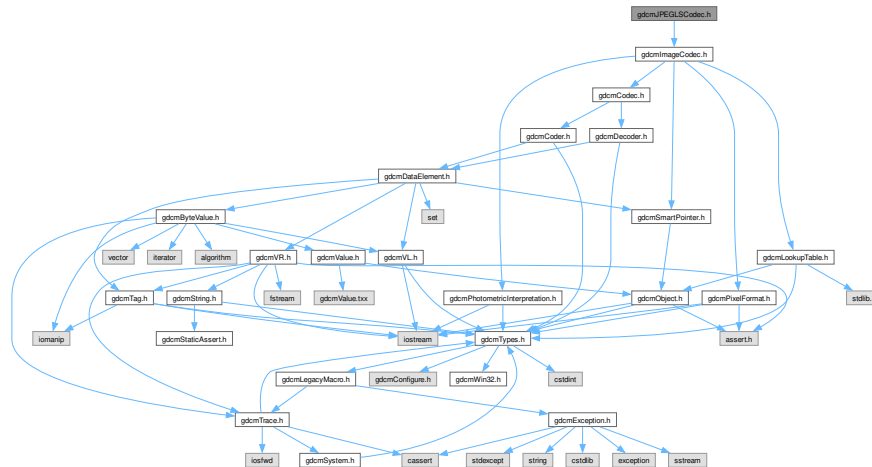 gdcmJPEGLSCodec.h
gdcmImageCodec.h
gdcmCodec.h
gdcmCoder.h
gdcmDecoder.h
gdcmDataElement.h
gdcmByteValue.h
set
gdcmSmartPointer.h
vector
iterator
algorithm
gdcmVR.h
gdcmValue.h
gdcmVL.h
gdcmLookupTable.h
gdcmTag.h
gdcmString.h
fstream
gdcmValue.txx
gdcmPhotometricInterpretation.h
gdcmObject.h
gdcmPixelFormat.h
stdlib.h
iomanip
gdcmStaticAssert.h
iostream
gdcmTypes.h
assert.h
gdcmLegacyMacro.h
gdcmConfigure.h
gdcmWin32.h
cstdint
gdcmTrace.h
gdcmException.h
iosfwd
gdcmSystem.h
cassert
stdexcept
string
cstdlib
exception
sstream